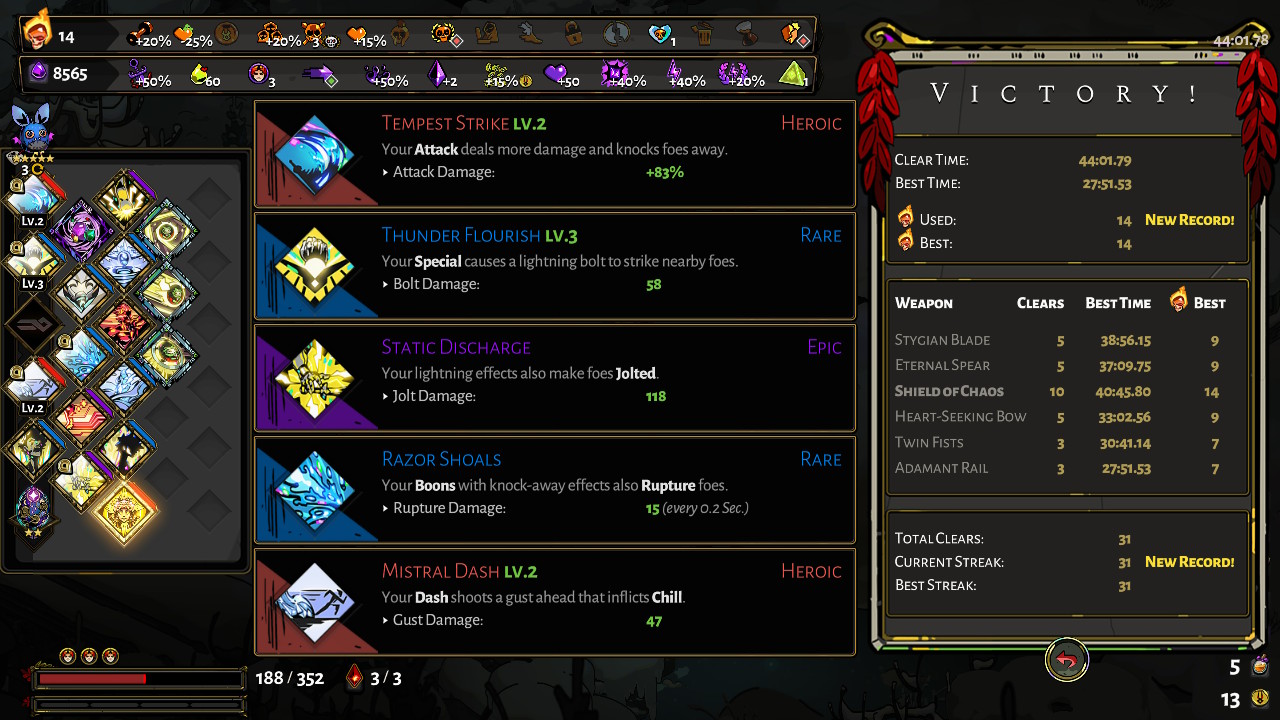 14
+20%
25%
+20%
3
+15%
1
44:01.78
8565
+50%
60
3
+50%
+2
+15%
+50
+40%
+40%
+20%
1
3
Lv.2
Lv.3
Lv.2
TEMPEST STRIKE LV.2 HEROIC
Your Attack deals more damage and knocks foes away.
Attack Damage: +83%
THUNDER FLOURISH LV.3 RARE
Your Special causes a lightning bolt to strike nearby foes.
Bolt Damage: 58
STATIC DISCHARGE EPIC
Your lightning effects also make foes Jolted.
Jolt Damage: 118
RAZOR SHOALS RARE
Your Boons with knock-away effects also Rupture foes.
Rupture Damage: 15 (every 0.2 Sec.)
MISTRAL DASH LV.2 HEROIC
Your Dash shoots a gust ahead that inflicts Chill.
Gust Damage: 47
188 / 352
3 / 3
VICTORY!
CLEAR TIME: 44:01.79
BEST TIME: 27:51.53
USED: 14 NEW RECORD!
BEST: 14
WEAPON CLEARS BEST TIME BEST
STYGIAN BLADE 5 38:56.15 9
ETERNAL SPEAR 5 37:09.75 9
SHIELD OF CHAOS 10 40:45.80 14
HEART-SEEKING BOW 5 33:02.56 9
TWIN FISTS 3 30:41.14 7
ADAMANT RAIL 3 27:51.53 7
TOTAL CLEARS: 31
CURRENT STREAK: 31 NEW RECORD!
BEST STREAK: 31
5
13